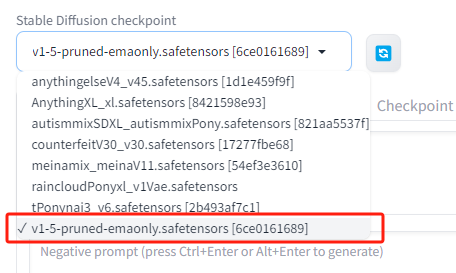 Stable Diffusion checkpoint
v1-5-pruned-emaonly.safetensors [6ce0161689]
anythingelseV4_v45.safetensors [1d1e459f9f]
Checkpoint
AnythingXL_xl.safetensors [8421598e93]
autismmixSDXL_autismmixPony.safetensors [821aa5537f]
counterfeitV30_v30.safetensors [17277fbe68]
meinamix_meinaV11.safetensors [54ef3e3610]
raincloudPonyxl_v1Vae.safetensors
tPonynai3_v6.safetensors [2b493af7c1]
✓ v1-5-pruned-emaonly.safetensors [6ce0161689]
Negative prompt (press Ctrl+Enter or Alt+Enter to generate)